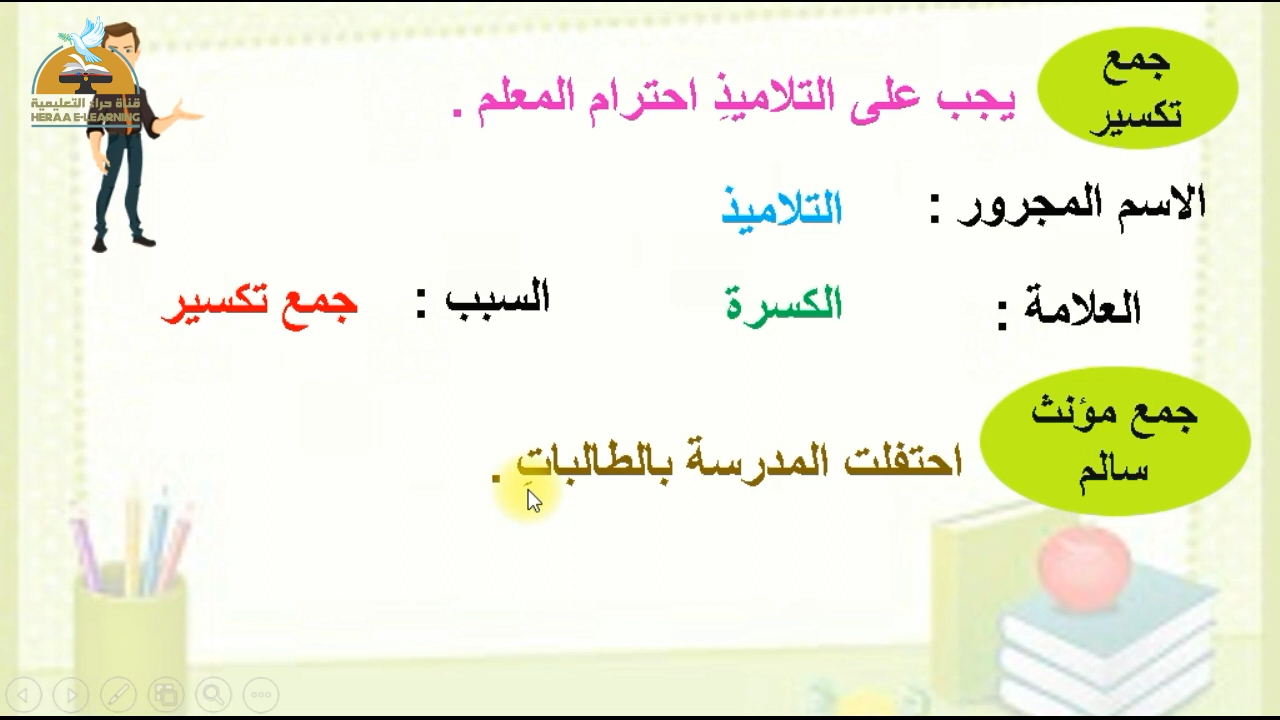 قناة حراء التعليمية
HERAA E-LEARNING
جمع
تكسير
يجب على التلاميذِ احترام المعلم .
الاسم المجرور : التلاميذ
العلامة : الكسرة السبب : جمع تكسير
جمع مؤنث
سالم
احتفلت المدرسة بالطالباتِ .